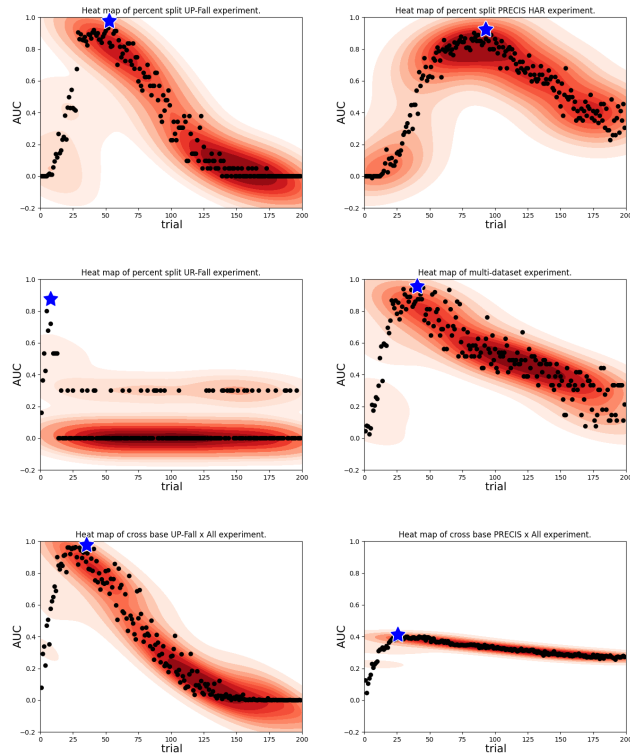 Heat map of percent split UP-Fall experiment.
1.0
0.8
0.6
0.4
0.2
0.0
−0.2
AUC
0 25 50 75 100 125 150 175 200
trial
Heat map of percent split PRECIS HAR experiment.
1.0
0.8
0.6
0.4
0.2
0.0
−0.2
AUC
0 25 50 75 100 125 150 175 200
trial
Heat map of percent split UR-Fall experiment.
1.0
0.8
0.6
0.4
0.2
0.0
−0.2
AUC
0 25 50 75 100 125 150 175 200
trial
Heat map of multi-dataset experiment.
1.0
0.8
0.6
0.4
0.2
0.0
−0.2
AUC
0 25 50 75 100 125 150 175 200
trial
Heat map of cross base UP-Fall x All experiment.
1.0
0.8
0.6
0.4
0.2
0.0
−0.2
AUC
0 25 50 75 100 125 150 175 200
trial
Heat map of cross base PRECIS x All experiment.
1.0
0.8
0.6
0.4
0.2
0.0
−0.2
AUC
0 25 50 75 100 125 150 175 200
trial